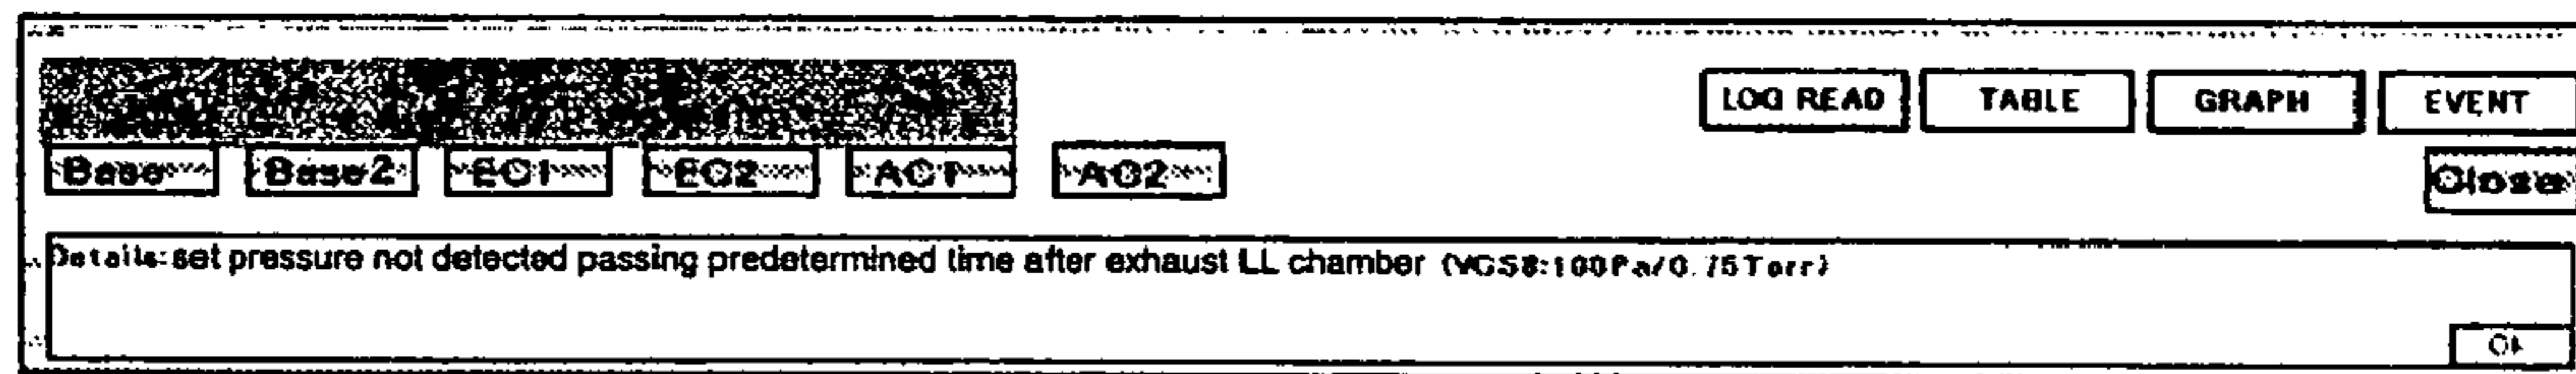 LOG READ TABLE GRAPH EVENT
Base Base2 EC1 EC2 AC1 AC2 Close
Details:set pressure not detected passing predetermined time after exhaust LL chamber (VGS8:100Pa/0.75Torr)
Ok